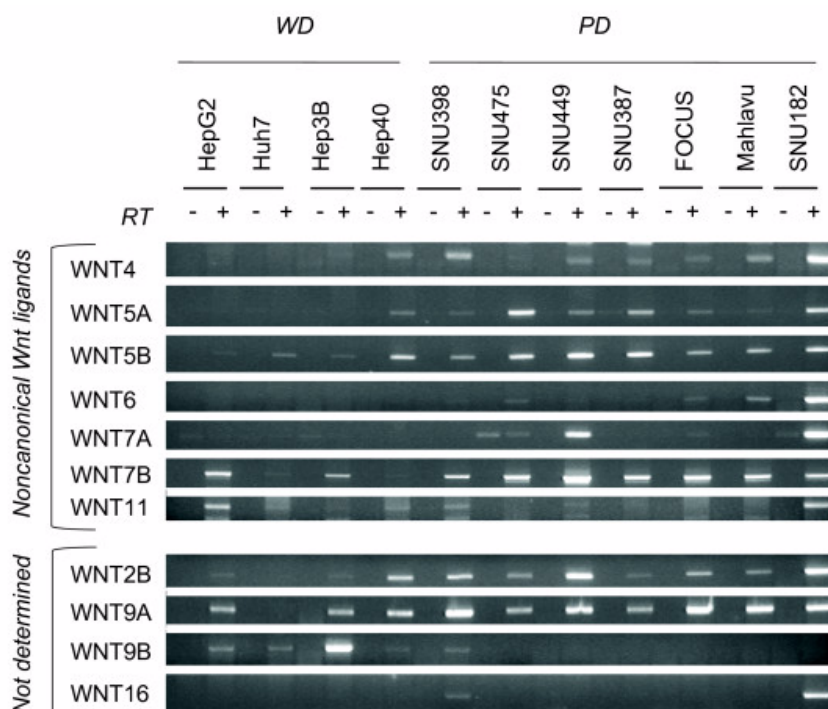 WD PD
HepG2 Huh7 Hep3B Hep40 SNU398 SNU475 SNU449 SNU387 FOCUS Mahlavu SNU182
RT - + - + - + - + - + - + - + - + - + - + - +
Noncanonical Wnt ligands
WNT4
WNT5A
WNT5B
WNT6
WNT7A
WNT7B
WNT11
Not determined
WNT2B
WNT9A
WNT9B
WNT16